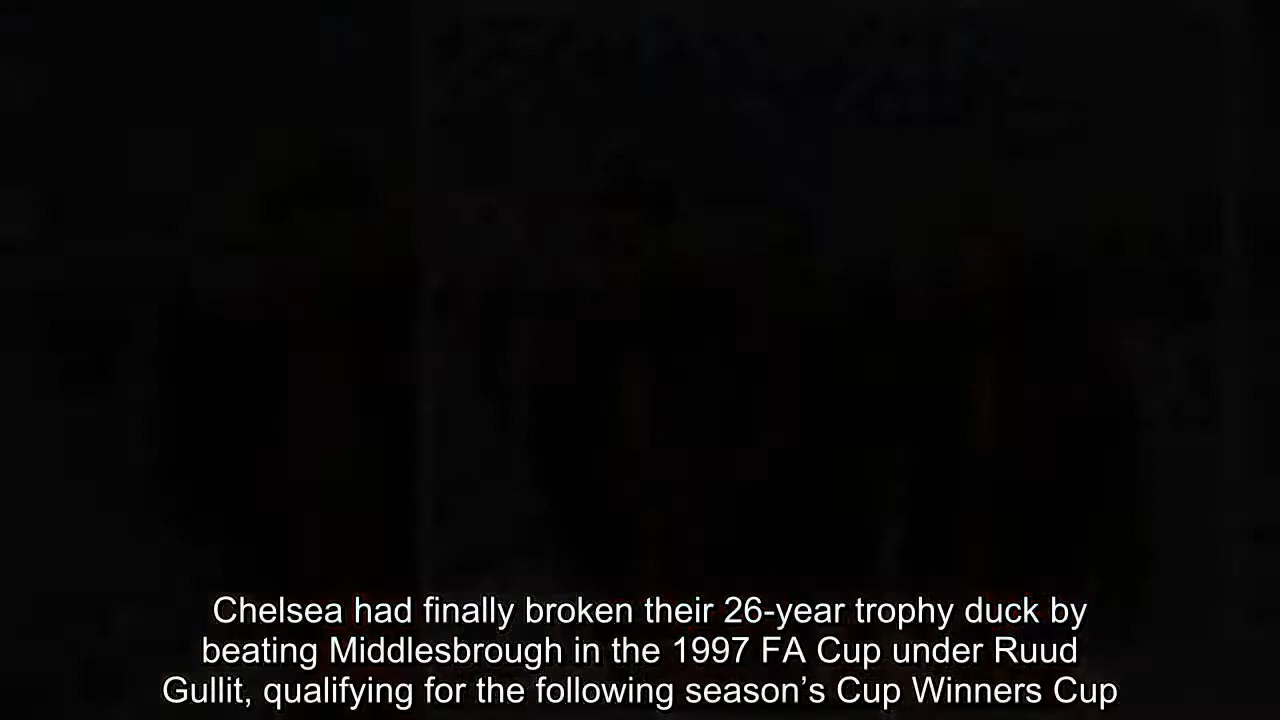 Chelsea had finally broken their 26-year trophy duck by
beating Middlesbrough in the 1997 FA Cup under Ruud
Gullit, qualifying for the following season’s Cup Winners Cup